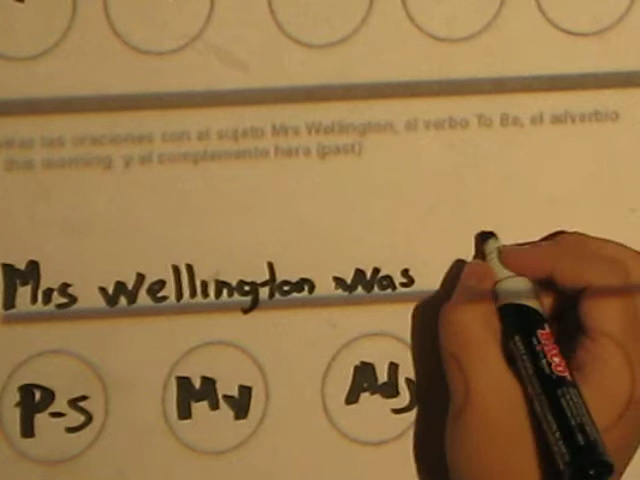 las oraciones con el sujeto Mrs Wellington, el verbo To Be, el adverbio
this morning y el complemento here (past)
Mrs Wellington was
P-S Mv Adj